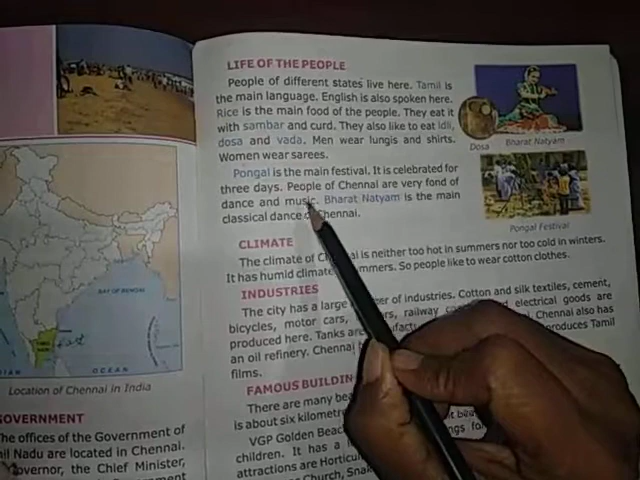 LIFE OF THE PEOPLE
People of different states live here. Tamil is
the main language. English is also spoken here.
Rice is the main food of the people. They eat it
with sambar and curd. They also like to eat idli,
dosa and vada. Men wear lungis and shirts.
Women wear sarees.
Pongal is the main festival. It is celebrated for
three days. People of Chennai are very fond of
dance and music. Bharat Natyam is the main
classical dance of Chennai.
Dosa
Bharat Natyam
Pongal Festival
CLIMATE
The climate of is neither too hot in summers nor too cold in winters.
It has humid climate summers. So people like to wear cotton clothes.
INDUSTRIES
The city has a large of industries. Cotton and silk textiles, cement,
bicycles, motor cars, railway electrical goods are
produced here. Tanks are Chennai also has
an oil refinery. Chennai produces Tamil
films.
FAMOUS
There are many
is about six
VGP Golden
children. It has a
attractions are
Church,
BAY OF BENGAL
OCEAN
Location of Chennai in India
GOVERNMENT
The offices of the Government of
Nadu are located in Chennai.
Governor, the Chief Minister,